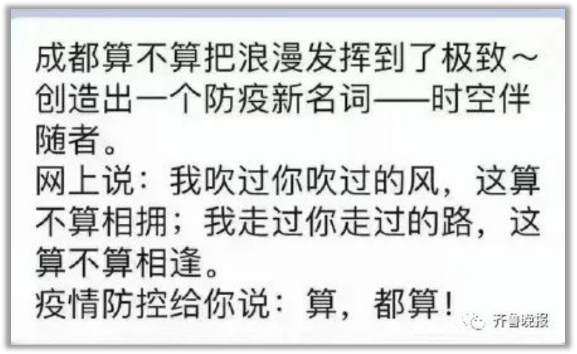 成都算不算把浪漫发挥到了极致～
创造出一个防疫新名词——时空伴
随者。
网上说：我吹过你吹过的风，这算
不算相拥；我走过你走过的路，这
算不算相逢。
疫情防控给你说：算，都算！
齐鲁晚报